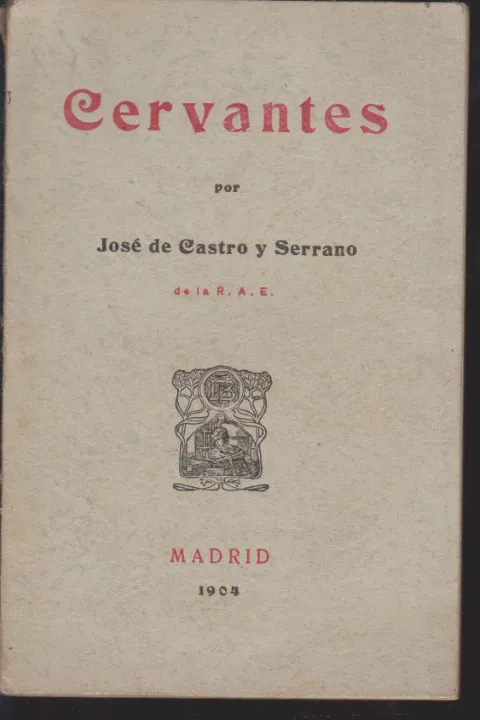 Cervantes
por
José de Castro y Serrano
de la R. A. E.
MADRID
1904